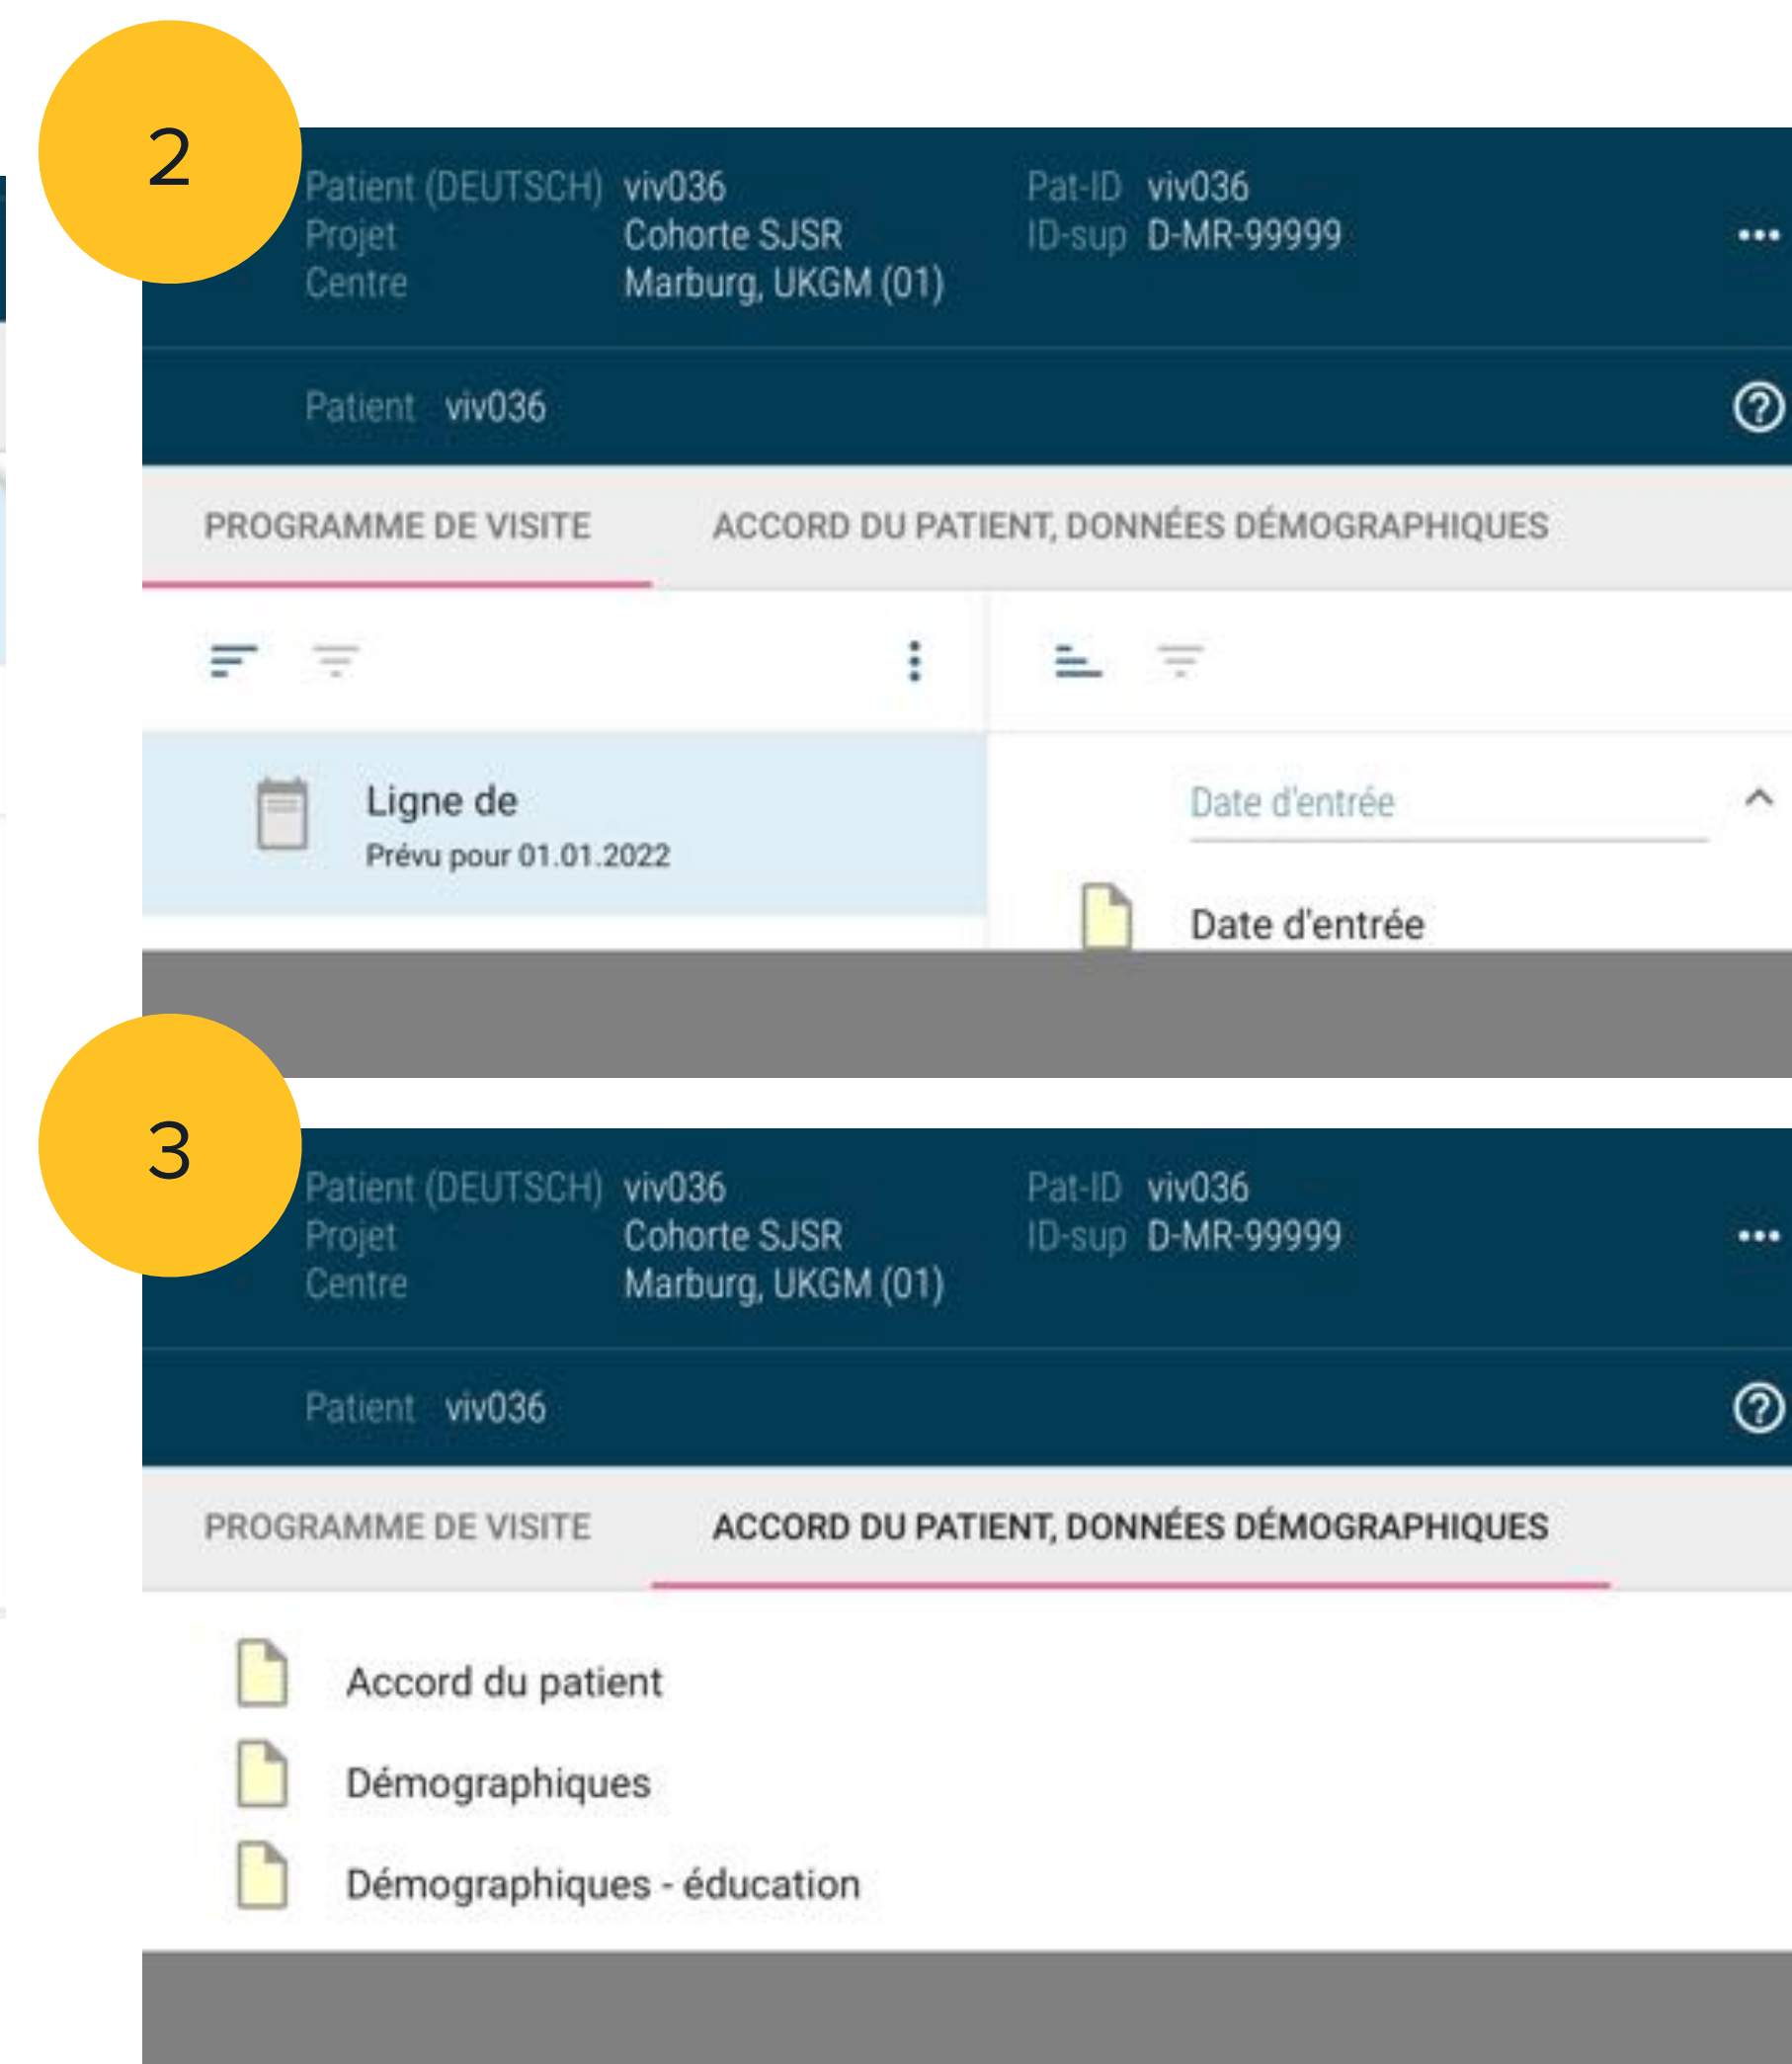 2
Patient (DEUTSCH) viv036 Pat-ID viv036
Projet Cohorte SJSR ID-sup D-MR-99999
Centre Marburg, UKGM (01)
Patient viv036
PROGRAMME DE VISITE ACCORD DU PATIENT, DONNÉES DÉMOGRAPHIQUES
Ligne de
Prévu pour 01.01.2022
Date d'entrée
Date d'entrée
3
Patient (DEUTSCH) viv036 Pat-ID viv036
Projet Cohorte SJSR ID-sup D-MR-99999
Centre Marburg, UKGM (01)
Patient viv036
PROGRAMME DE VISITE ACCORD DU PATIENT, DONNÉES DÉMOGRAPHIQUES
Accord du patient
Démographiques
Démographiques - éducation